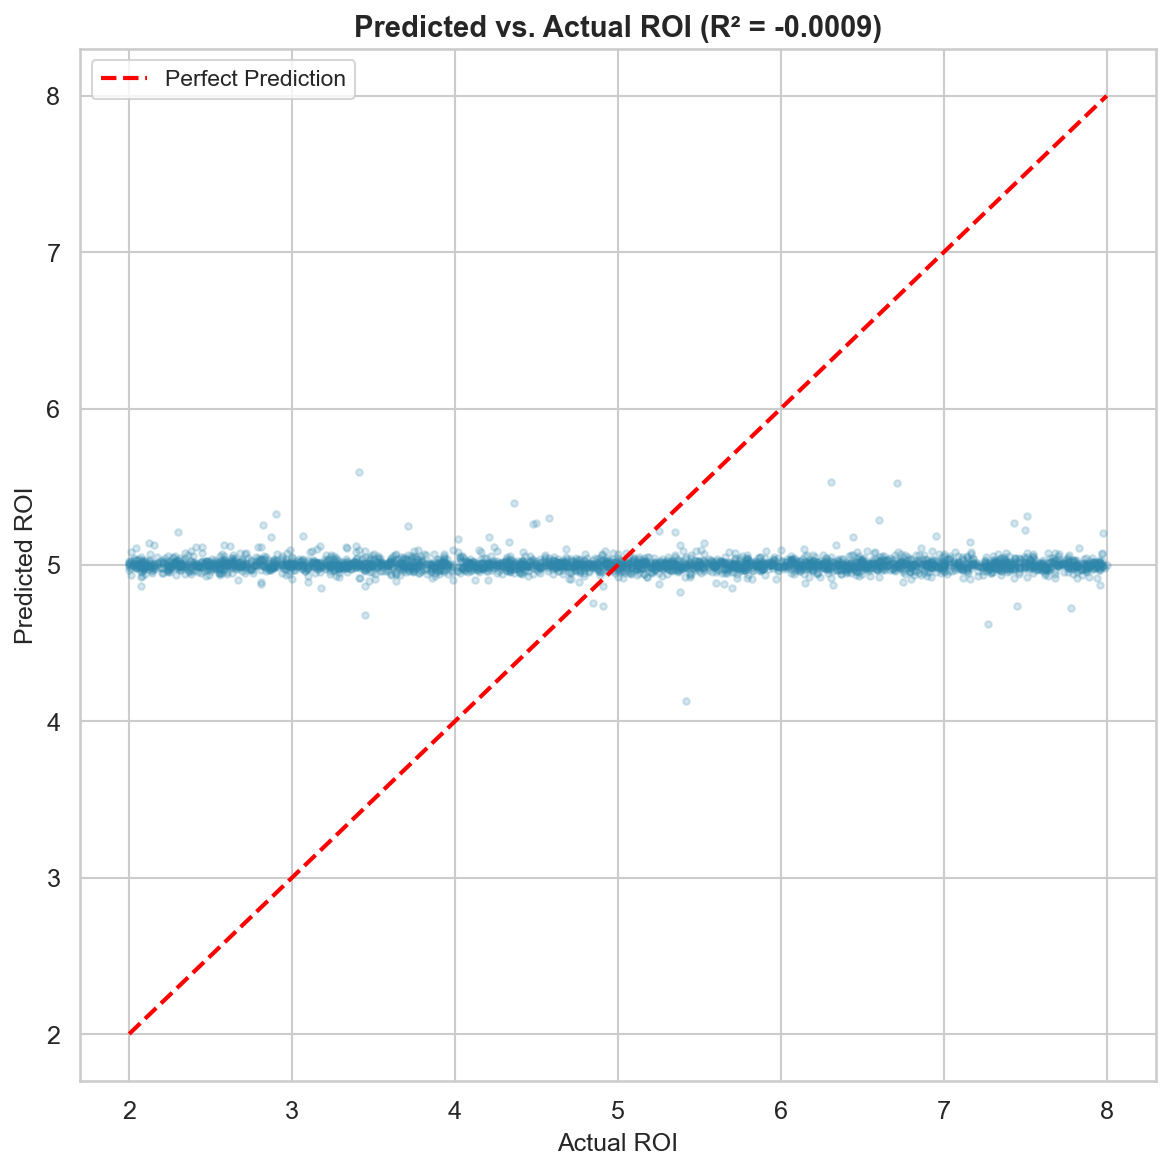 Predicted vs. Actual ROI (R² = -0.0009)
Perfect Prediction
8
7
6
5
4
3
2
Predicted ROI
2 3 4 5 6 7 8
Actual ROI